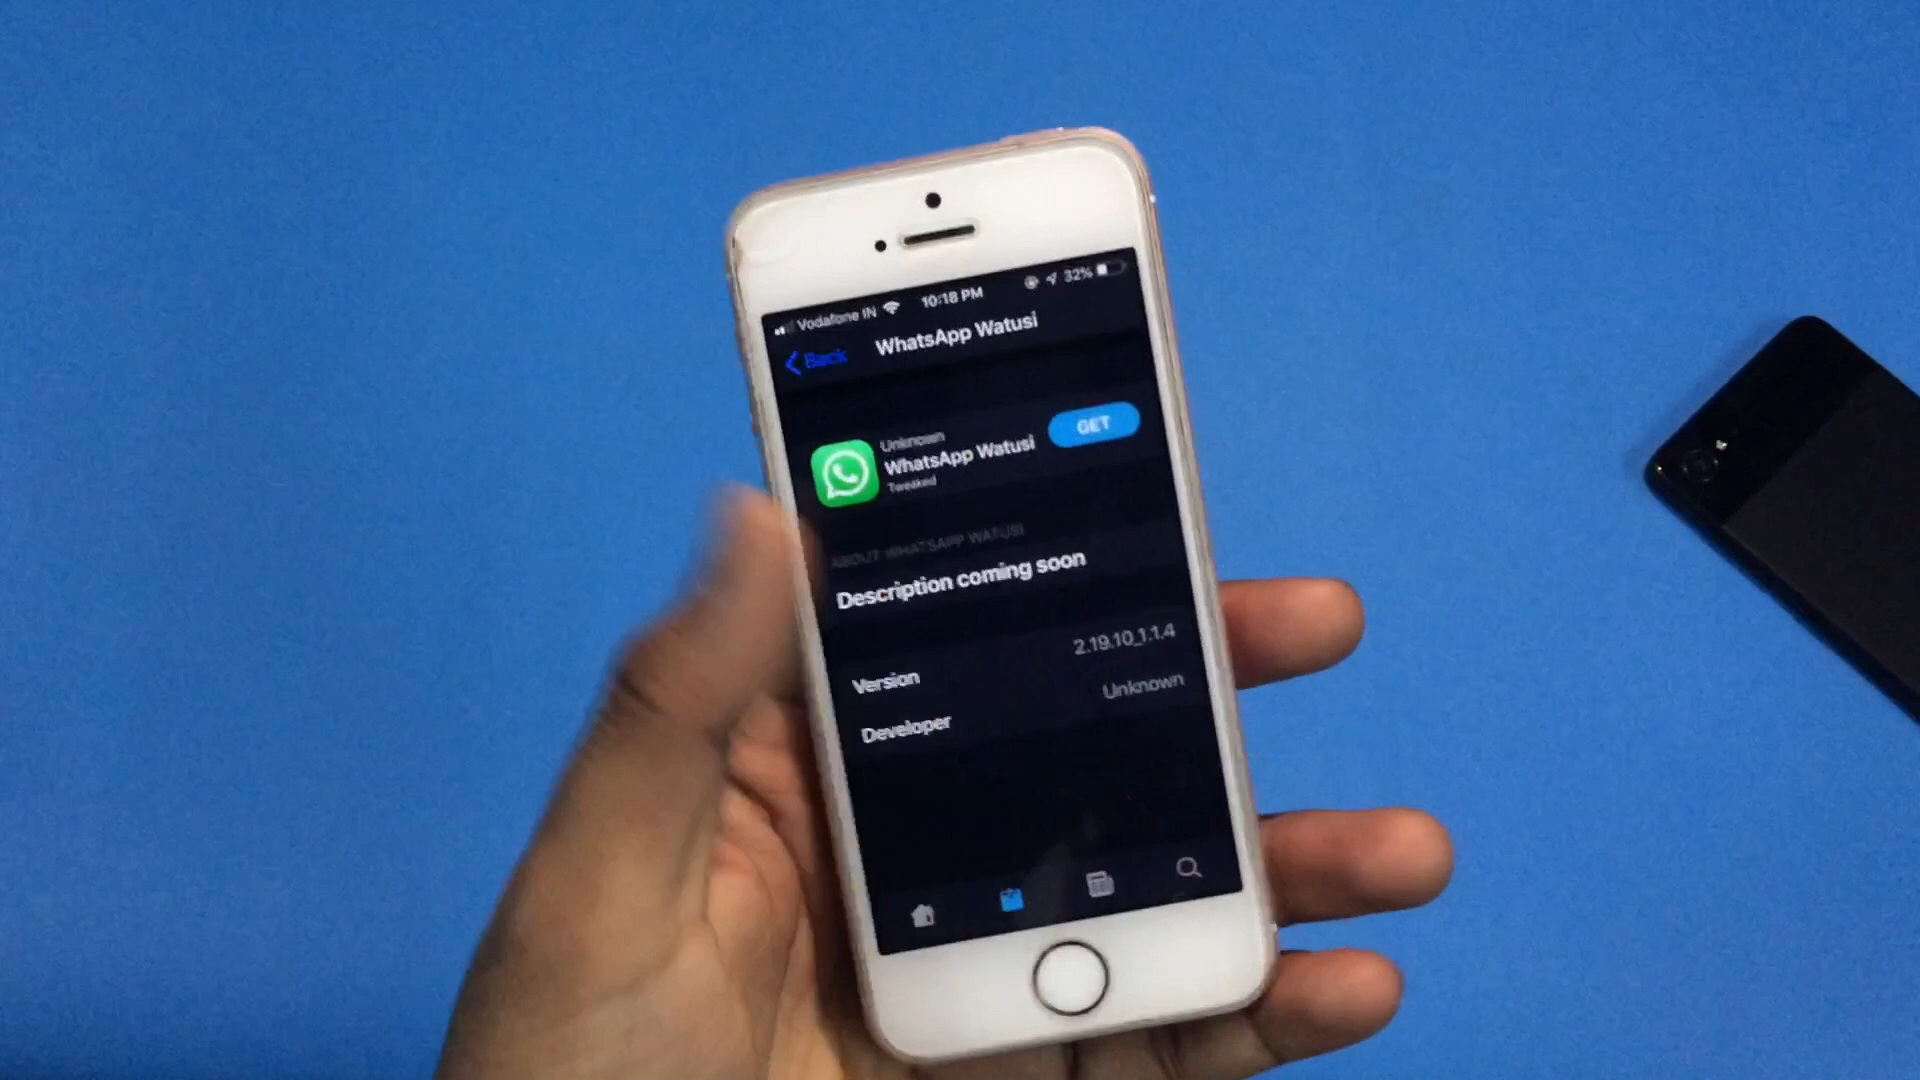 Vodafone IN 10:18 PM 32%
Back WhatsApp Watusi
Unknown
WhatsApp Watusi
Tweaked
GET
ABOUT WHATSAPP WATUSI
Description coming soon
Version 2.19.10_1.1.4
Developer Unknown